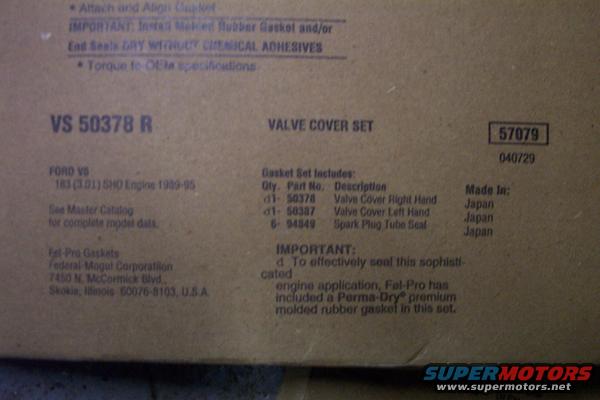 • Attach and Align Gasket
IMPORTANT: Install Molded Rubber Gasket and/or
End Seals DRY WITHOUT CHEMICAL ADHESIVES
• Torque to OEM specifications
VS 50378 R
VALVE COVER SET
57079
040729
FORD V6
183 (3.0L) SHO Engine 1989-95
See Master Catalog
for complete model data.
Fel-Pro Gaskets
Federal-Mogul Corporation
7450 N. McCormick Blvd.,
Skokie, Illinois 60076-8103, U.S.A.
Gasket Set Includes:
Qty. Part No. Description
d1- 50378 Valve Cover Right Hand
d1- 50387 Valve Cover Left Hand
6- 94849 Spark Plug Tube Seal
Made In:
Japan
Japan
Japan
IMPORTANT:
d To effectively seal this sophisti-
cated
engine application, Fel-Pro has
included a Perma-Dry® premium
molded rubber gasket in this set.
SUPERMOTORS
www.supermotors.net